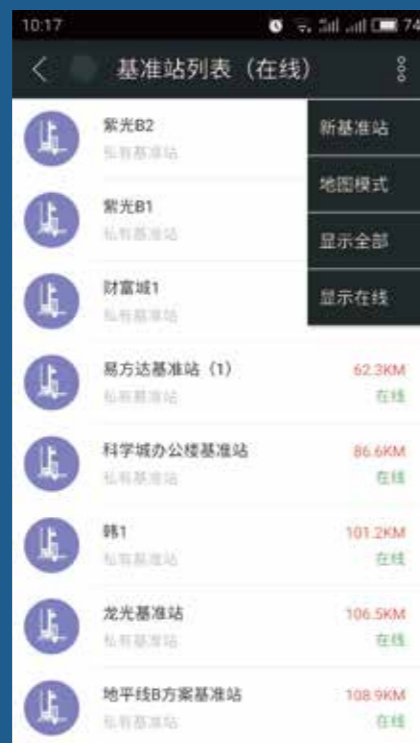 10:17
74
基准站列表（在线）
新基准站
地图模式
显示全部
显示在线
紫光B2
私有基准站
紫光B1
私有基准站
财富城1
私有基准站
易方达基准站（1）
62.3KM
私有基准站
在线
科学城办公楼基准站
86.6KM
私有基准站
在线
韩1
101.2KM
私有基准站
在线
龙光基准站
106.5KM
私有基准站
在线
地平线B方案基准站
108.9KM
私有基准站
在线